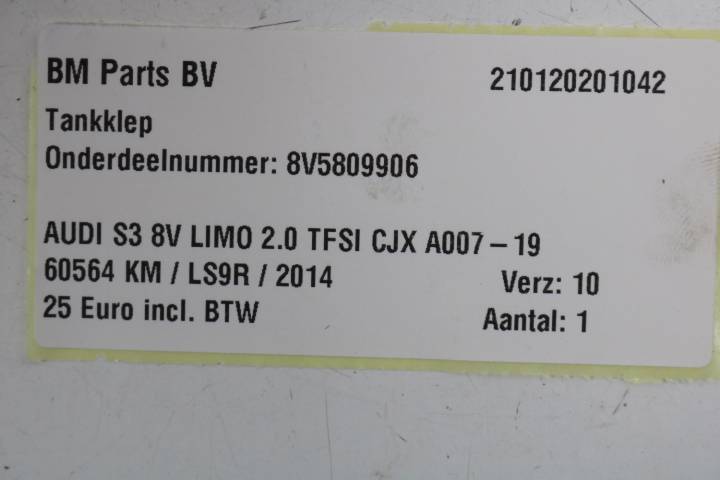 BM Parts BV 210120201042
Tankklep
Onderdeelnummer: 8V5809906
AUDI S3 8V LIMO 2.0 TFSI CJX A007 – 19
60564 KM / LS9R / 2014 Verz: 10
25 Euro incl. BTW Aantal: 1